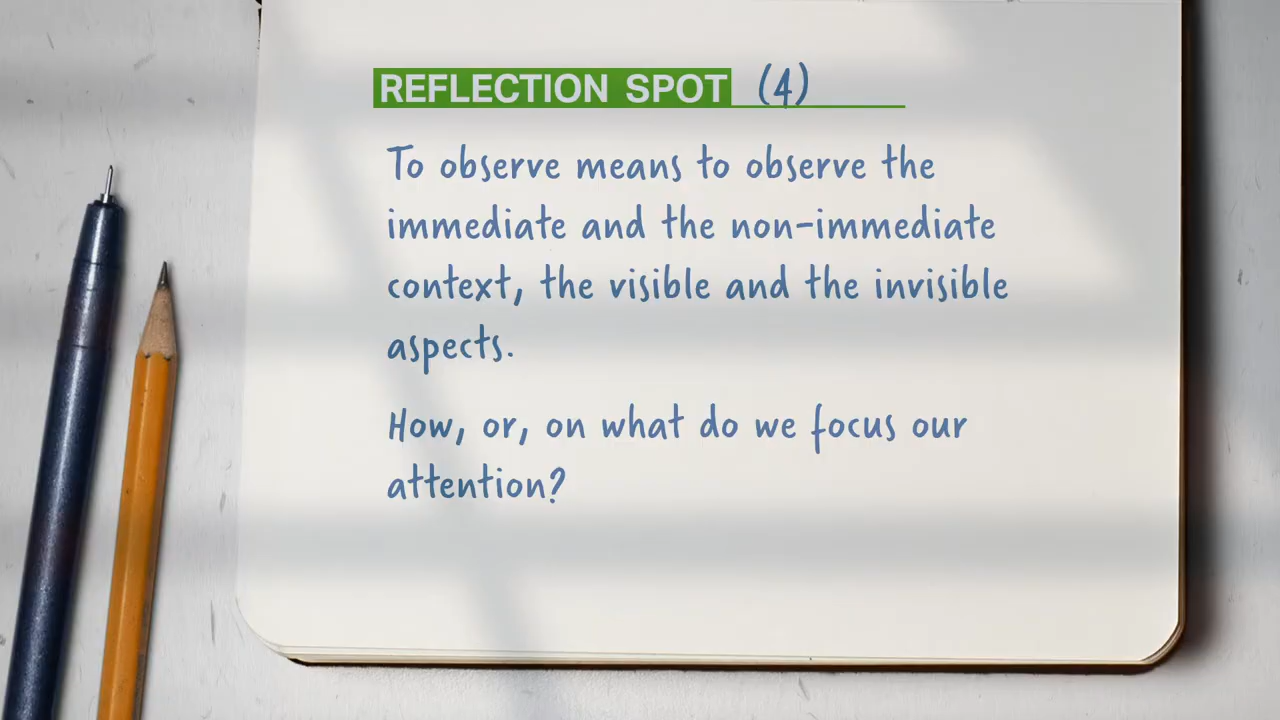 REFLECTION SPOT (4)
To observe means to observe the
immediate and the non-immediate
context, the visible and the invisible
aspects.
How, or, on what do we focus our
attention?